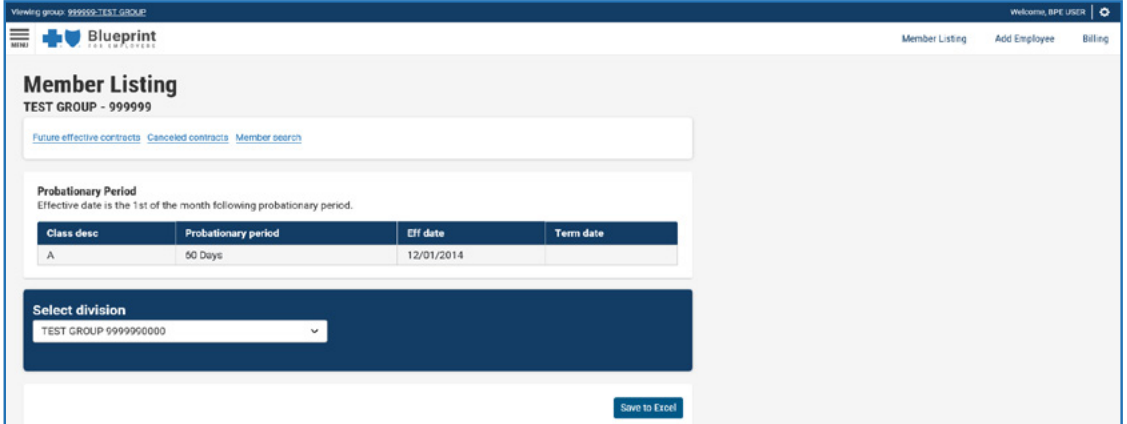 Viewing group: 999999-TEST GROUP
Welcome, BPE USER
MENU
Blueprint
FOR EMPLOYERS
Member Listing Add Employee Billing
Member Listing
TEST GROUP - 999999
Future effective contracts Canceled contracts Member search
Probationary Period
Effective date is the 1st of the month following probationary period.
Class desc Probationary period Eff date Term date
A 60 Days 12/01/2014
Select division
TEST GROUP 9999990000
Save to Excel